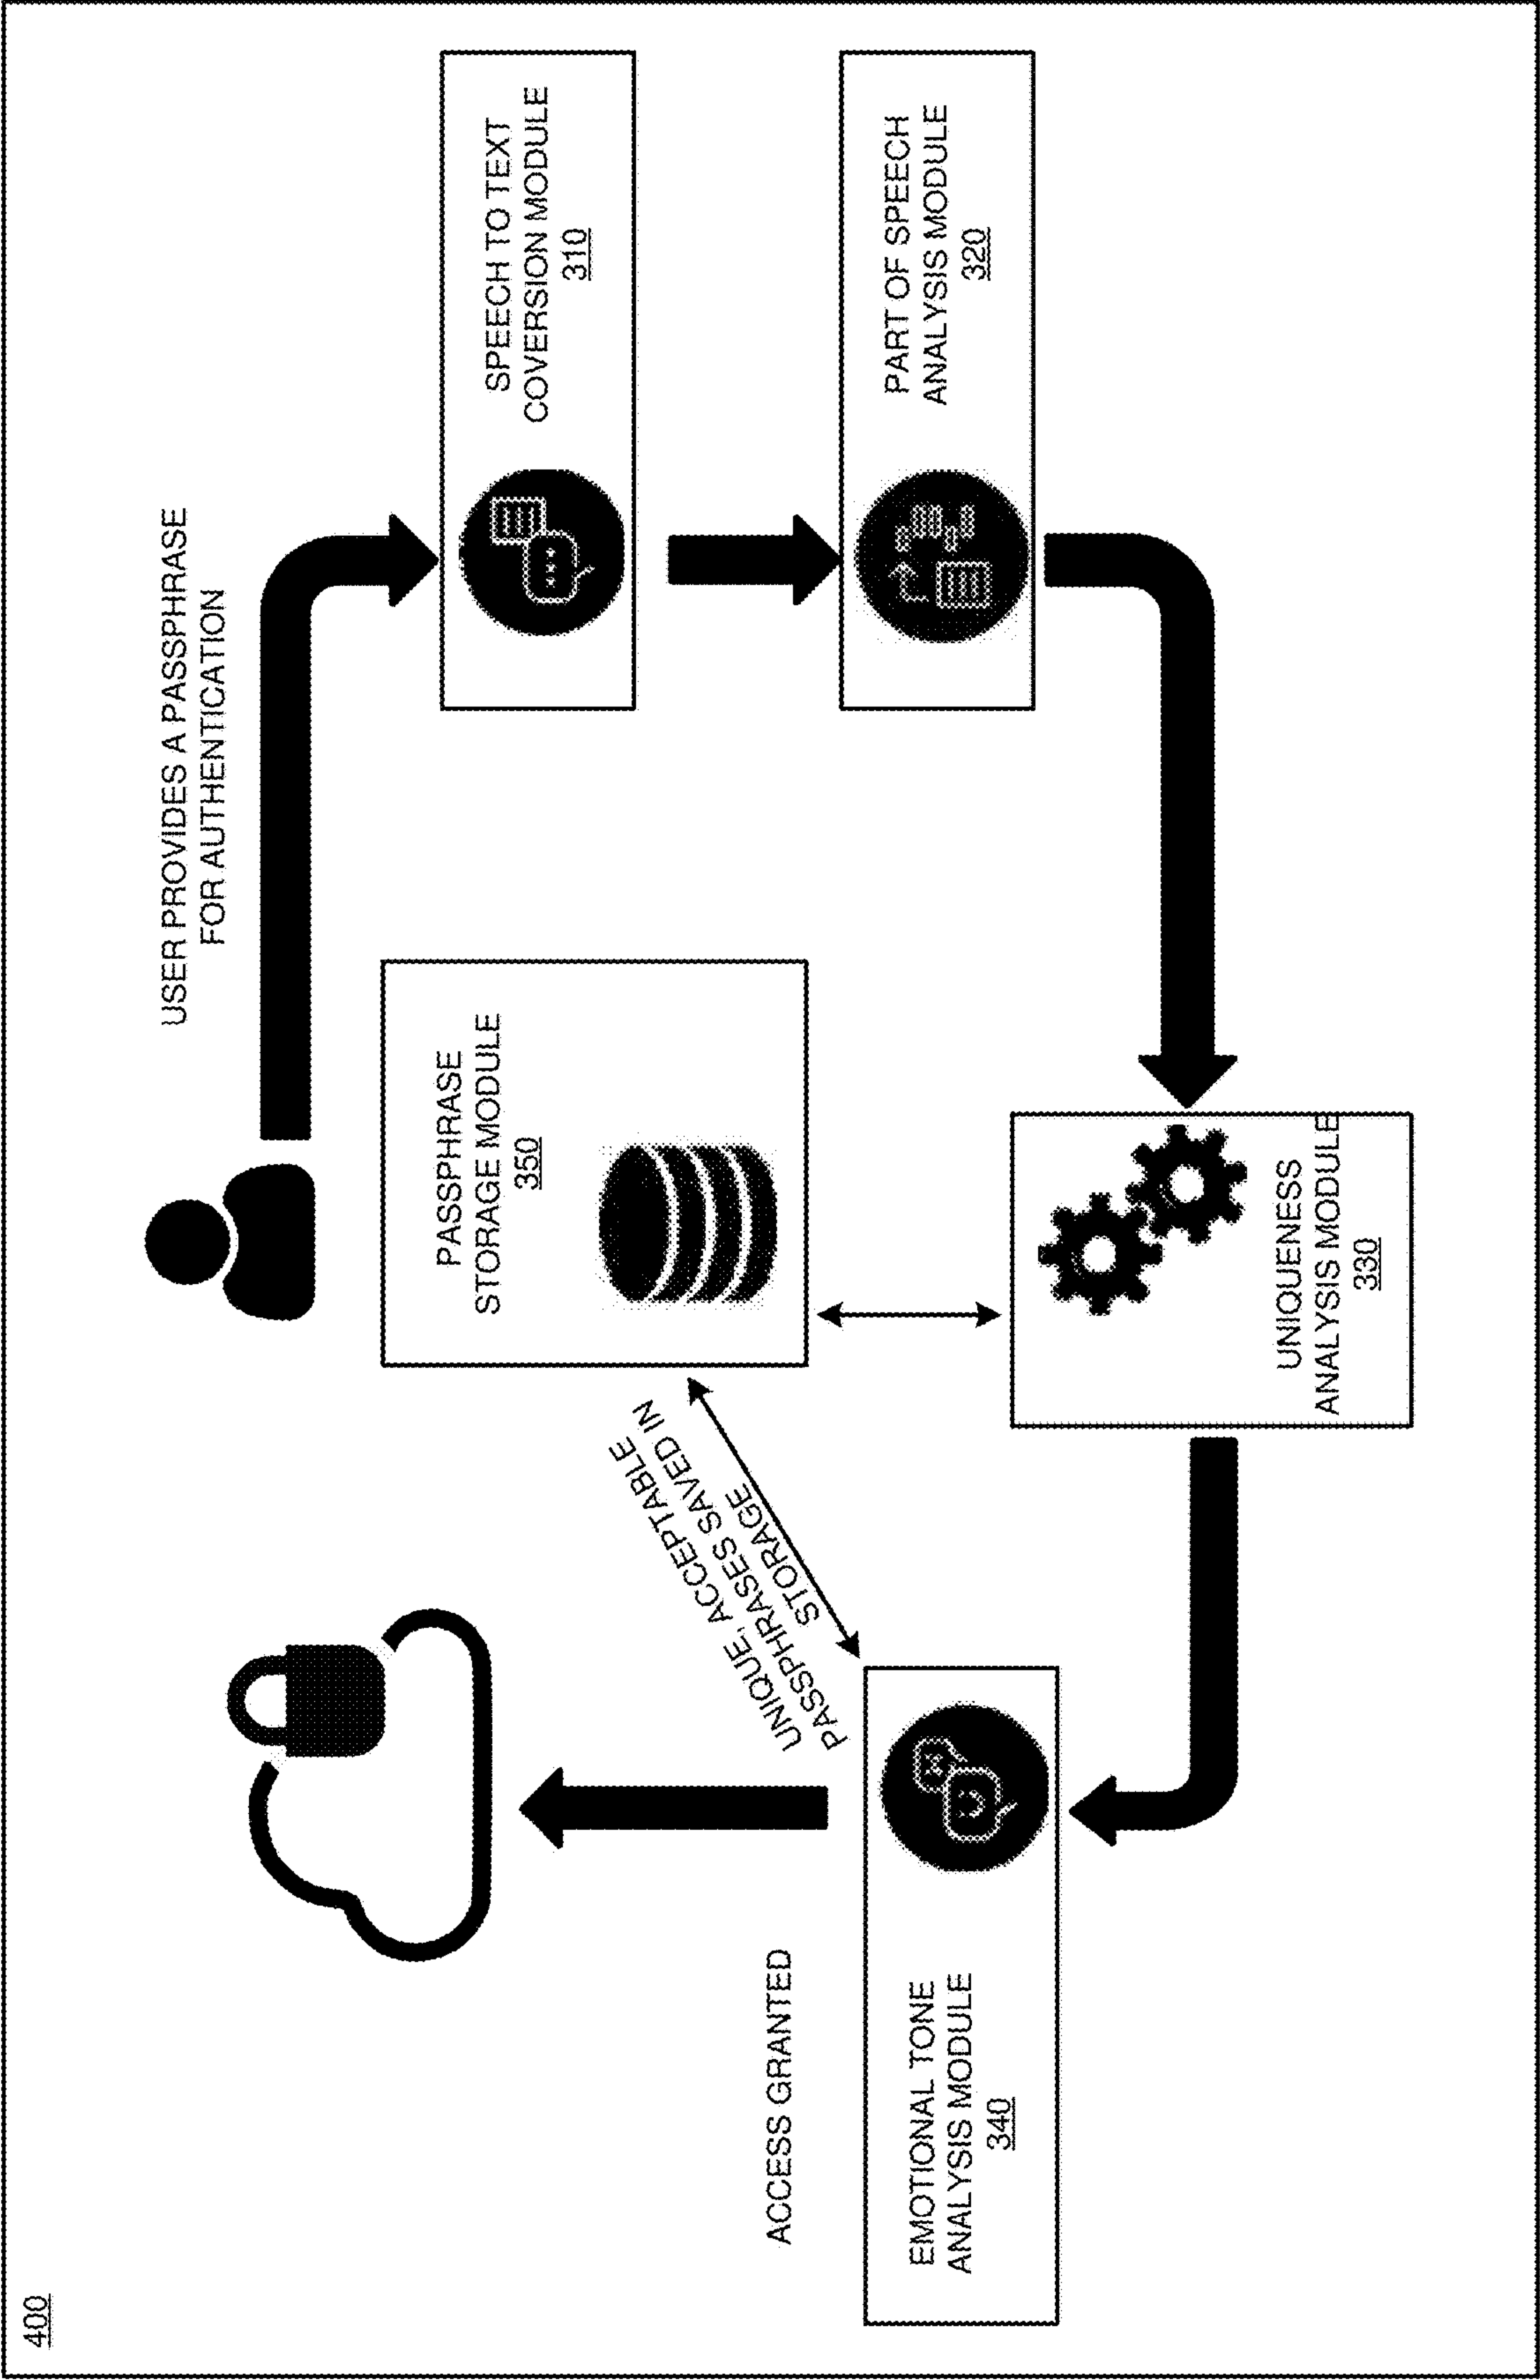 400
USER PROVIDES A PASSPHRASE
FOR AUTHENTICATION
SPEECH TO TEXT
COVERSION MODULE
310
PASSPHRASE
STORAGE MODULE
350
UNIQUE, ACCEPTABLE
PASSPHRASES SAVED IN
STORAGE
ACCESS GRANTED
PART OF SPEECH
ANALYSIS MODULE
320
EMOTIONAL TONE
ANALYSIS MODULE
340
UNIQUENESS
ANALYSIS MODULE
330